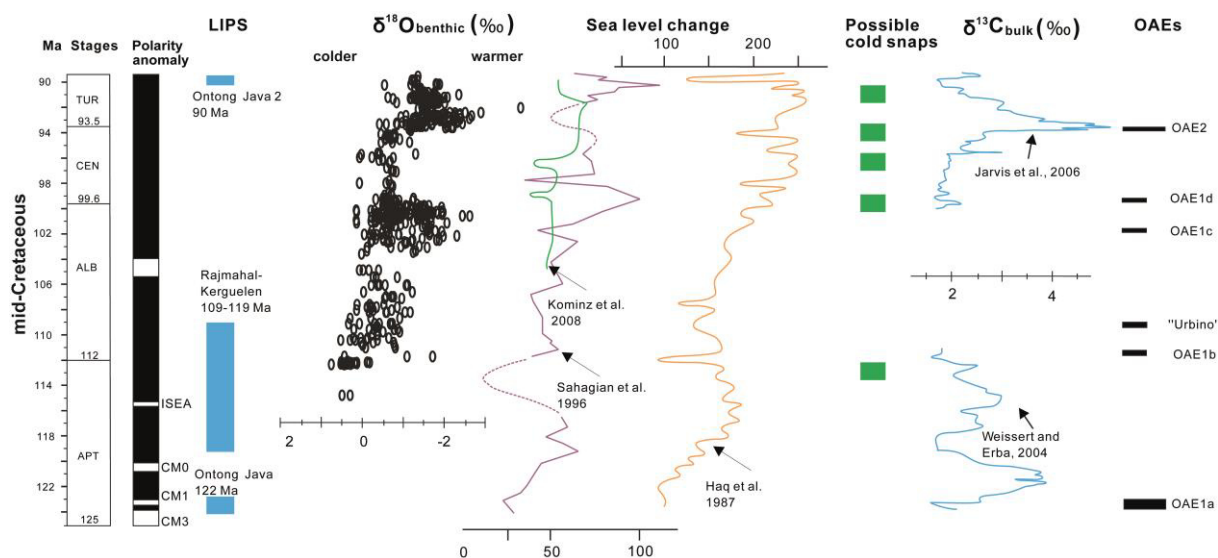 LIPS
δ18Obenthic (‰)
Sea level change
100 200
Possible
cold snaps
δ13Cbulk (‰)
OAEs
Ma Stages Polarity
anomaly
colder warmer
mid-Cretaceous
90
94
98
102
106
110
114
118
122
TUR
93.5
CEN
99.6
ALB
112
APT
125
ISEA
CM0
CM1
CM3
Ontong Java 2
90 Ma
Rajmahal-
Kerguelen
109-119 Ma
Ontong Java
122 Ma
2 0 -2
Kominz et al.
2008
Sahagian et al.
1996
Haq et al.
1987
0 50 100
Jarvis et al., 2006
2 4
Weissert and
Erba, 2004
OAE2
OAE1d
OAE1c
"Urbino'
OAE1b
OAE1a